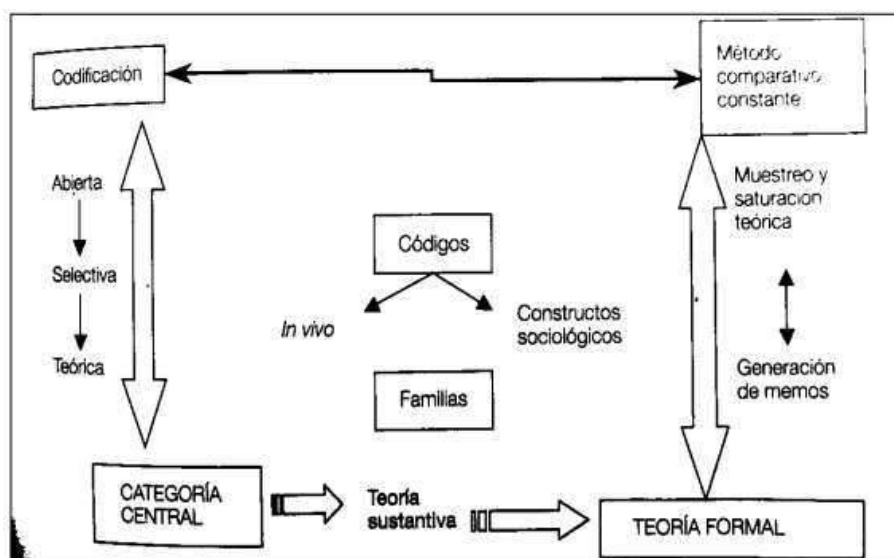 Codificación
Método
comparativo
constante
Abierta
Selectiva
Teórica
Códigos
In vivo
Constructos
sociológicos
Familias
Muestreo y
saturación
teórica
Generación
de memos
CATEGORÍA
CENTRAL
Teoría
sustantiva
TEORÍA FORMAL